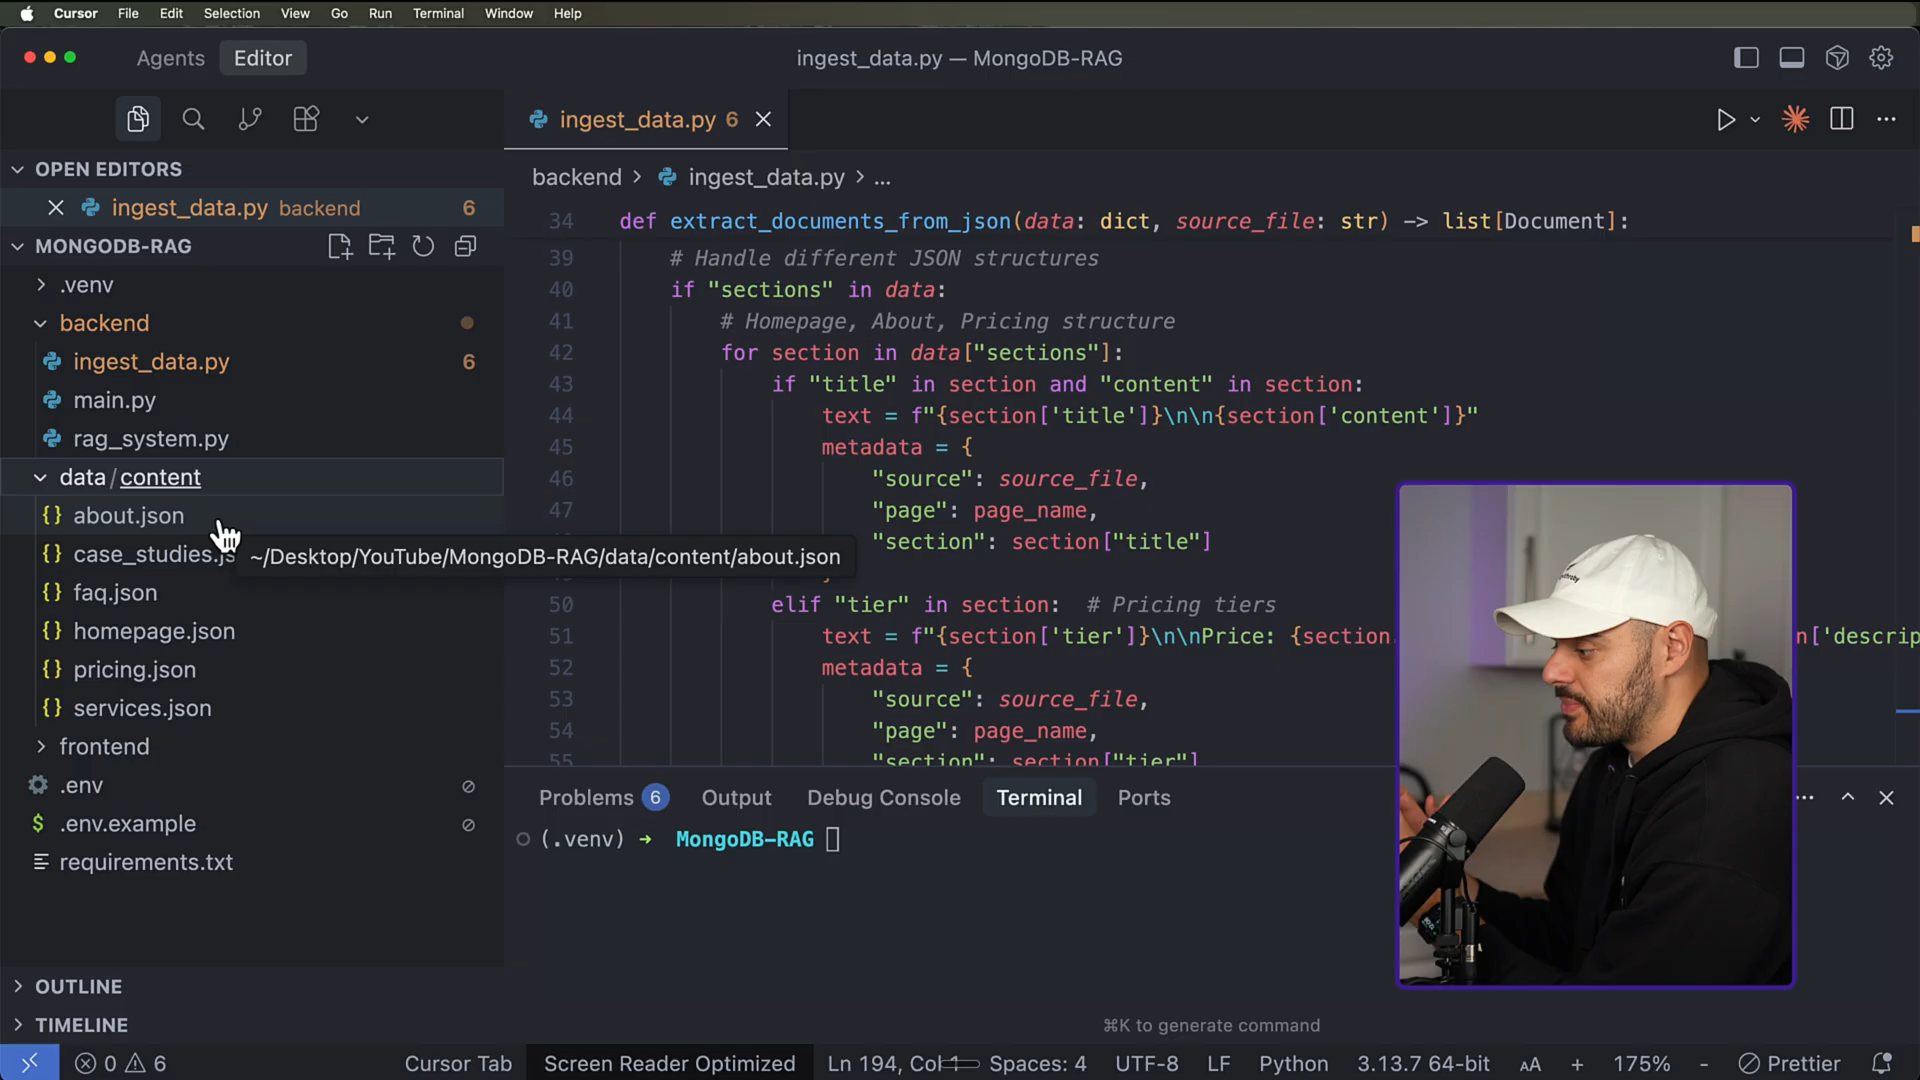 Cursor File Edit Selection View Go Run Terminal Window Help
Agents Editor
ingest_data.py — MongoDB-RAG
ingest_data.py 6
OPEN EDITORS
ingest_data.py backend 6
MONGODB-RAG
.venv
backend
ingest_data.py 6
main.py
rag_system.py
data/content
about.json
case_studies.js
faq.json
homepage.json
pricing.json
services.json
frontend
.env
.env.example
requirements.txt
OUTLINE
TIMELINE
~/Desktop/YouTube/MongoDB-RAG/data/content/about.json
backend > ingest_data.py > ...
34 def extract_documents_from_json(data: dict, source_file: str) -> list[Document]:
39 # Handle different JSON structures
40 if "sections" in data:
41 # Homepage, About, Pricing structure
42 for section in data["sections"]:
43 if "title" in section and "content" in section:
44 text = f"{section['title']}\n\n{section['content']}"
45 metadata = {
46 "source": source_file,
47 "page": page_name,
"section": section["title"]
50 elif "tier" in section: # Pricing tiers
51 text = f"{section['tier']}\n\nPrice: {section. n['descrip
52 metadata = {
53 "source": source_file,
54 "page": page_name,
55 "section": section["tier"]
Problems 6 Output Debug Console Terminal Ports
(.venv) → MongoDB-RAG
⌘K to generate command
0 6 Cursor Tab Screen Reader Optimized Ln 194, Col 1 Spaces: 4 UTF-8 LF Python 3.13.7 64-bit AA + 175% - Prettier